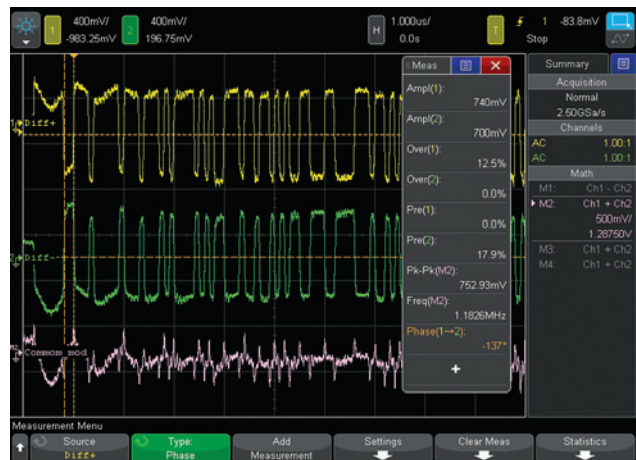 1 400mV/ -983.25mV
2 400mV/ 196.75mV
H 1.000us/ 0.0s
T 1 -83.8mV
Stop
Meas
Ampl(1):
740mV
Ampl(2):
700mV
Over(1):
12.5%
Over(2):
0.0%
Pre(1):
0.0%
Pre(2):
17.9%
Pk-Pk(M2):
752.93mV
Freq(M2):
1.1826MHz
Phase(1→2):
-137°
+
Summary
Acquisition
Normal
2.50GSa/s
Channels
AC 1.00:1
AC 1.00:1
Math
M1: Ch1 - Ch2
M2: Ch1 + Ch2
500mV/
1.28750V
M3: Ch1 + Ch2
M4: Ch1 + Ch2
Diff+
Diff-
Commom mod
Measurement Menu
Source
Diff+
Type:
Phase
Add
Measurement
Settings
Clear Meas
Statistics